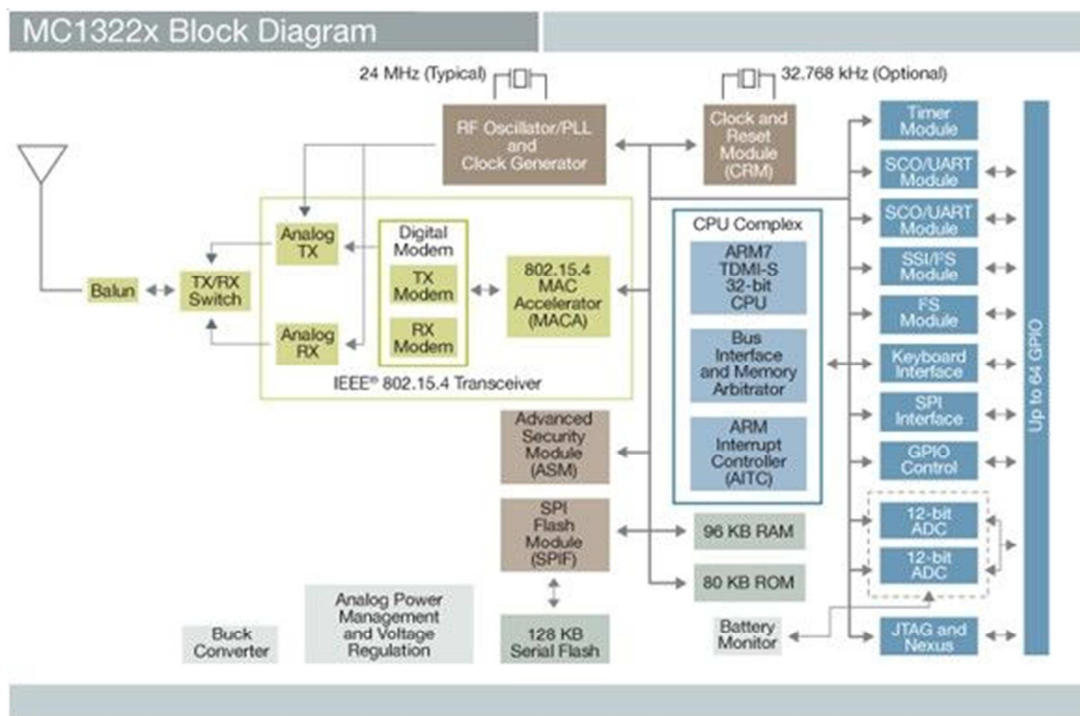 MC1322x Block Diagram
24 MHz (Typical)
32.768 kHz (Optional)
RF Oscillator/PLL
and
Clock Generator
Clock and
Reset
Module
(CRM)
Timer
Module
SCO/UART
Module
SCO/UART
Module
SSI/I²S
Module
I²S
Module
Keyboard
Interface
SPI
Interface
GPIO
Control
12-bit
ADC
12-bit
ADC
JTAG and
Nexus
Up to 64 GPIO
CPU Complex
ARM7
TDMI-S
32-bit
CPU
Bus
Interface
and Memory
Arbitrator
ARM
Interrupt
Controller
(AITC)
Analog
TX
Digital
Modem
TX
Modem
RX
Modem
802.15.4
MAC
Accelerator
(MACA)
Balun
TX/RX
Switch
Analog
RX
IEEE® 802.15.4 Transceiver
Advanced
Security
Module
(ASM)
SPI
Flash
Module
(SPIF)
96 KB RAM
80 KB ROM
Analog Power
Management
and Voltage
Regulation
Buck
Converter
128 KB
Serial Flash
Battery
Monitor